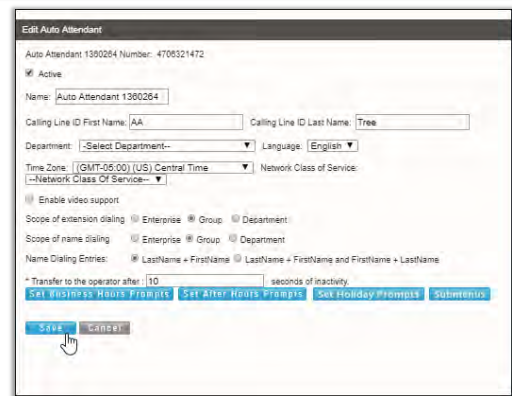 Edit Auto Attendant
Auto Attendant 1360264 Number: 4706321472
Active
Name: Auto Attendant 1360264
Calling Line ID First Name: AA Calling Line ID Last Name: Tree
Department: -Select Department-- Language: English
Time Zone: (GMT-05:00) (US) Central Time Network Class of Service:
--Network Class Of Service--
Enable video support
Scope of extension dialing Enterprise Group Department
Scope of name dialing Enterprise Group Department
Name Dialing Entries: LastName + FirstName LastName + FirstName and FirstName + LastName
* Transfer to the operator after : 10 seconds of inactivity.
Set Business Hours Prompts Set After Hours Prompts Set Holiday Prompts Submenus
Save Cancel